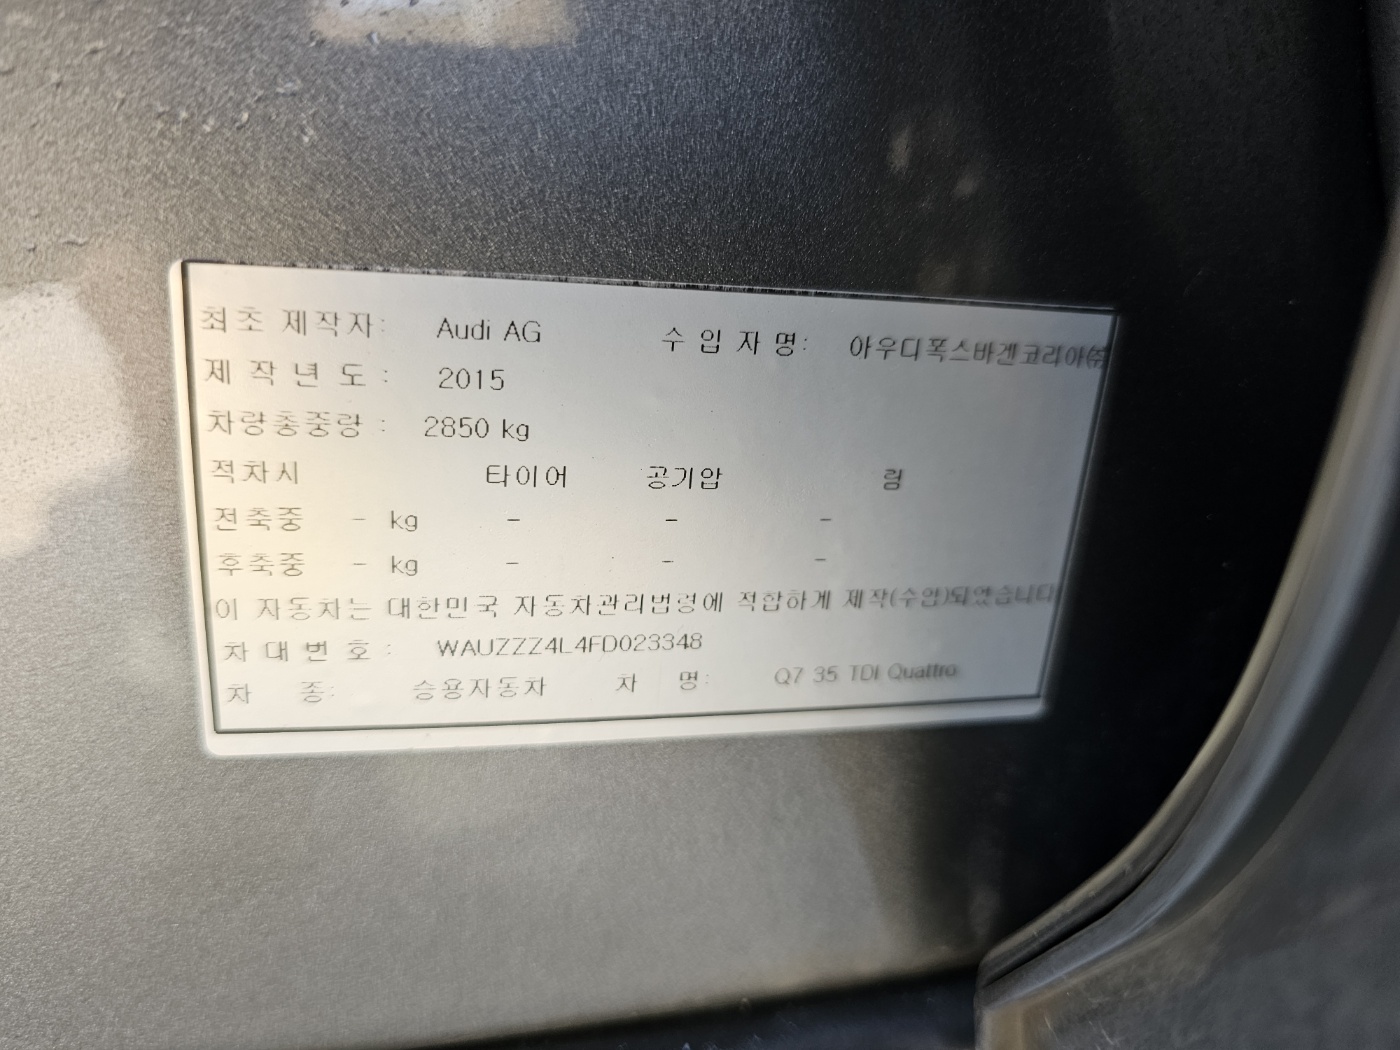 최초 제작자: Audi AG 수 입 자 명: 아우디폭스바겐코리아㈜
제 작 년 도 : 2015
차량총중량 : 2850 kg
적차시 타이어 공기압 림
전축중 - kg - - -
후축중 - kg - - -
이 자동차는 대한민국 자동차관리법령에 적합하게 제작(수입)되었습니다
차 대 번 호 : WAUZZZ4L4FD023348
차 종: 승용자동차 차 명: Q7 35 TDI Quattro